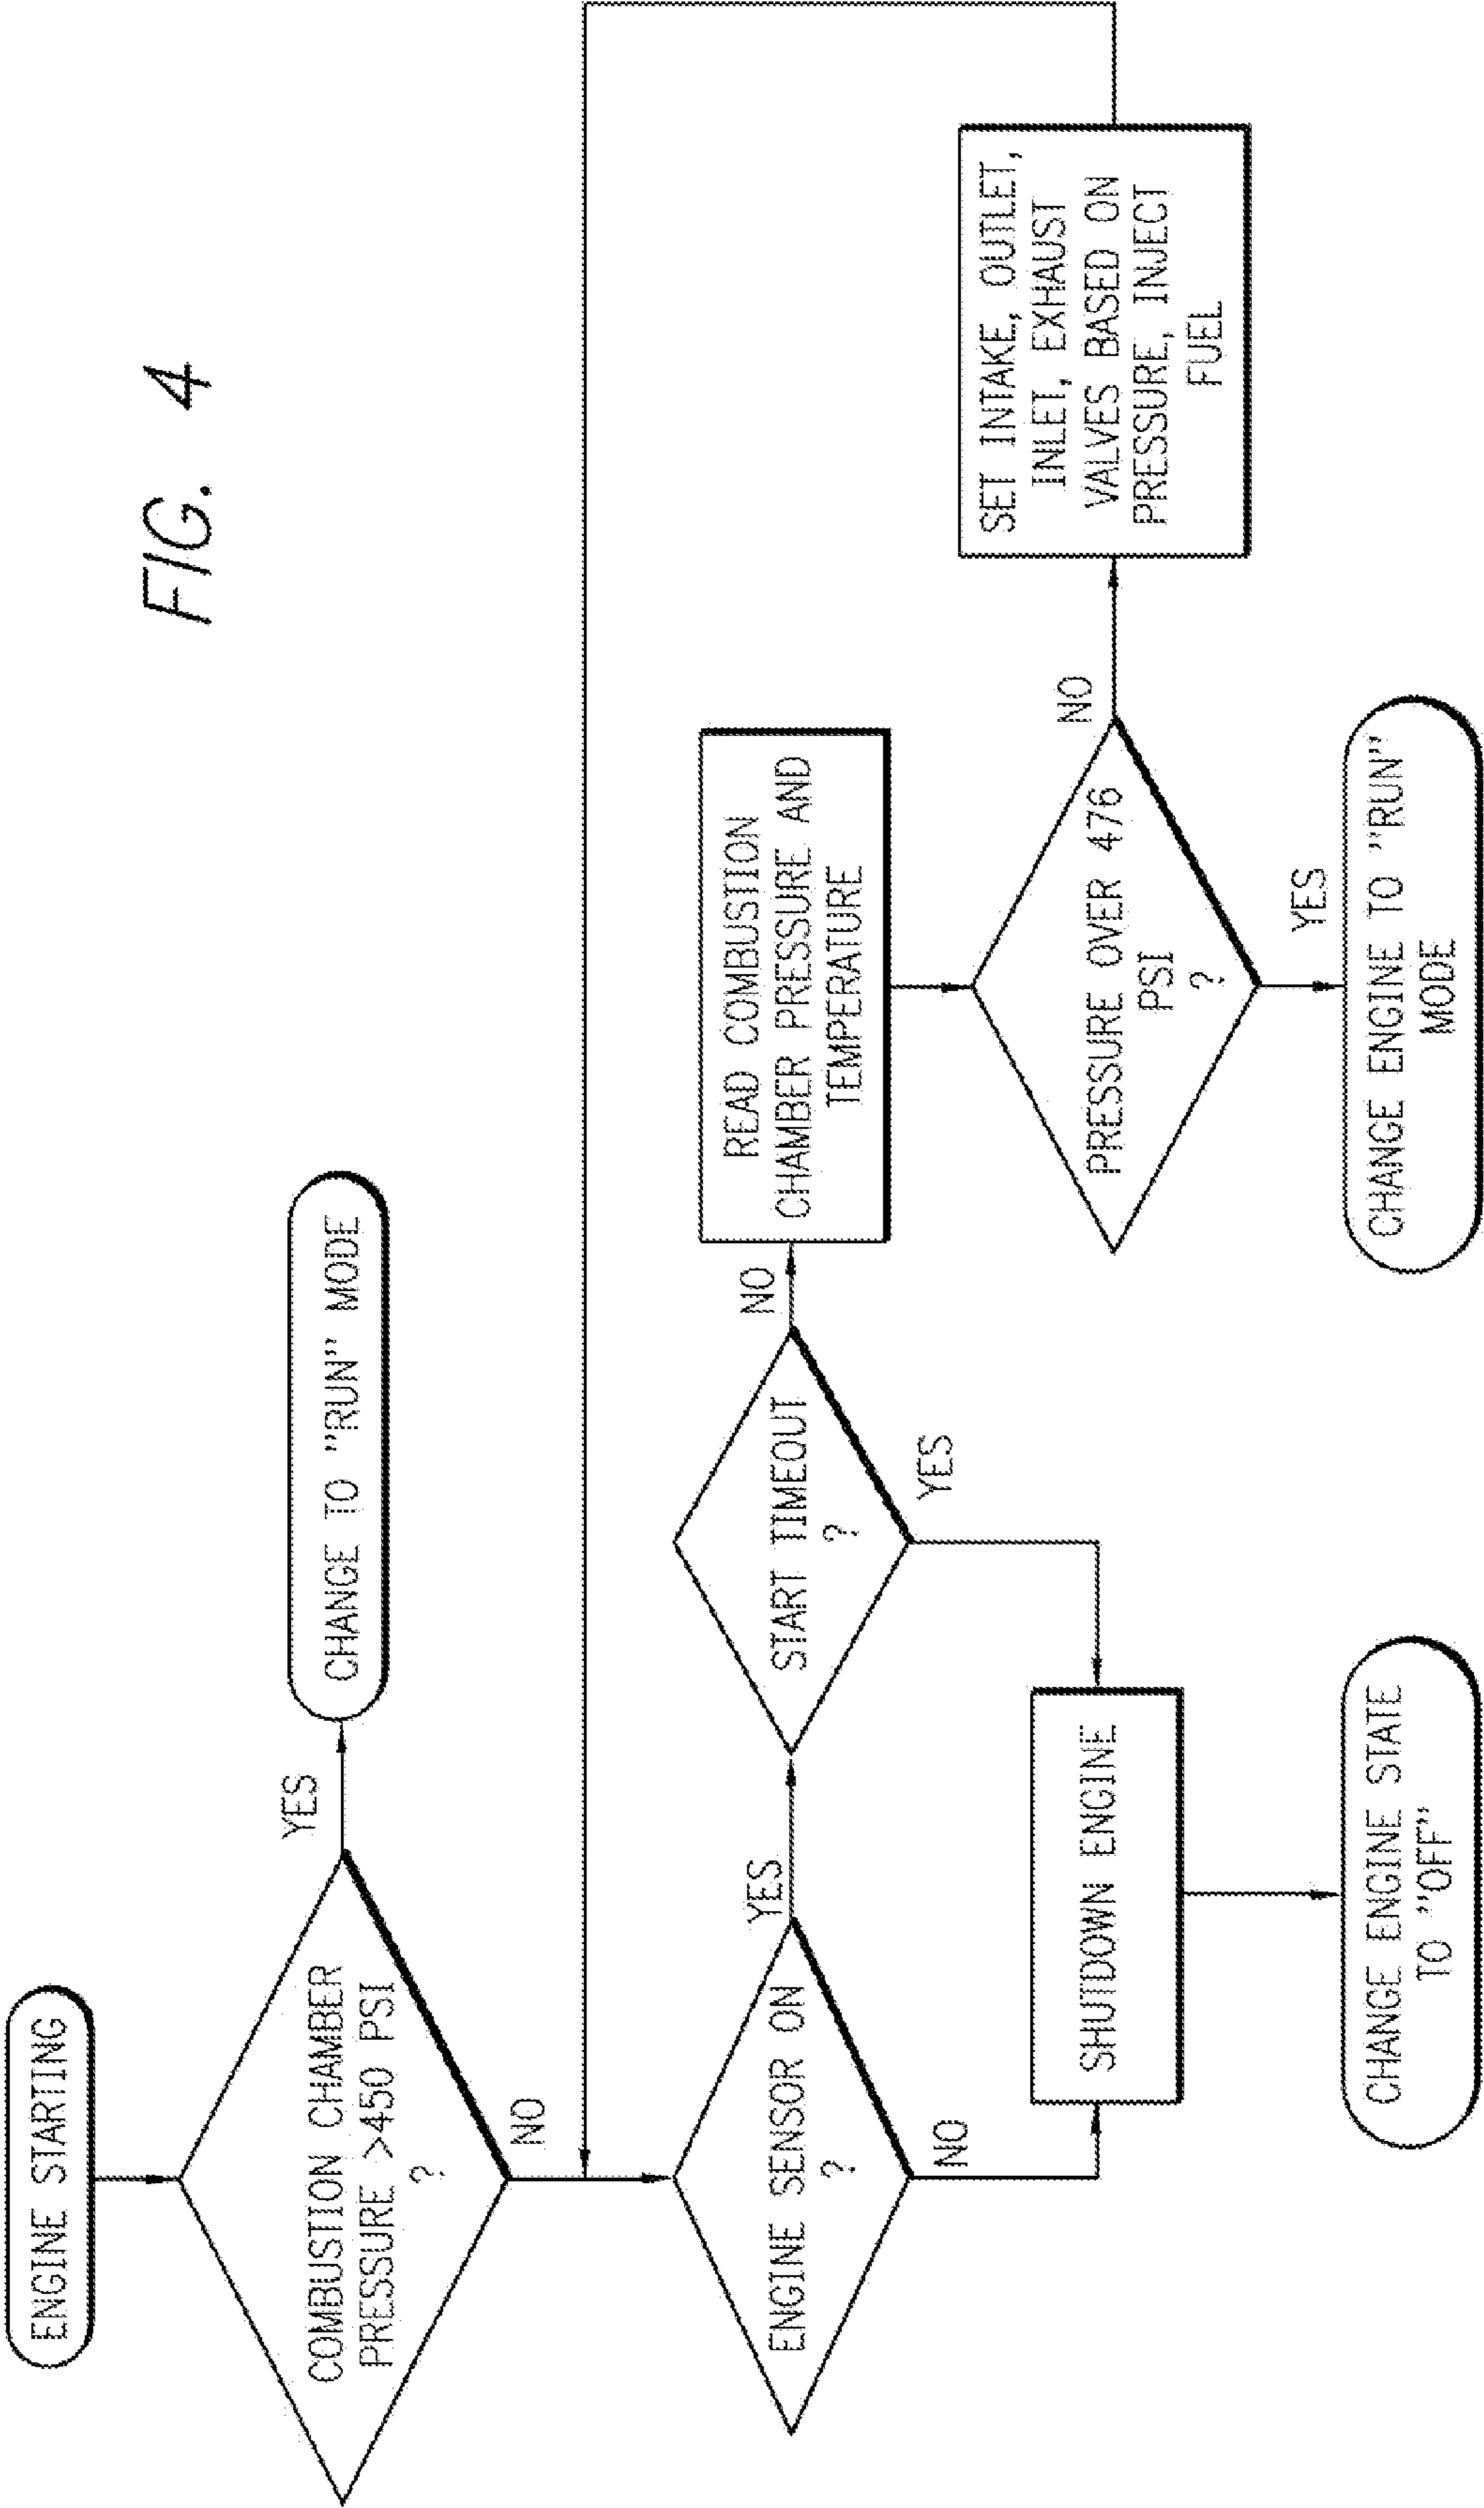 FIG. 4
ENGINE STARTING
COMBUSTION CHAMBER
PRESSURE >450 PSI
?
YES
CHANGE TO "RUN" MODE
NO
ENGINE SENSOR ON
?
YES
START TIMEOUT
?
NO
READ COMBUSTION
CHAMBER PRESSURE AND
TEMPERATURE
NO
YES
SHUTDOWN ENGINE
PRESSURE OVER 476
PSI
?
NO
SET INTAKE, OUTLET,
INLET, EXHAUST
VALVES BASED ON
PRESSURE, INJECT
FUEL
YES
CHANGE ENGINE STATE
TO "OFF"
CHANGE ENGINE TO "RUN"
MODE